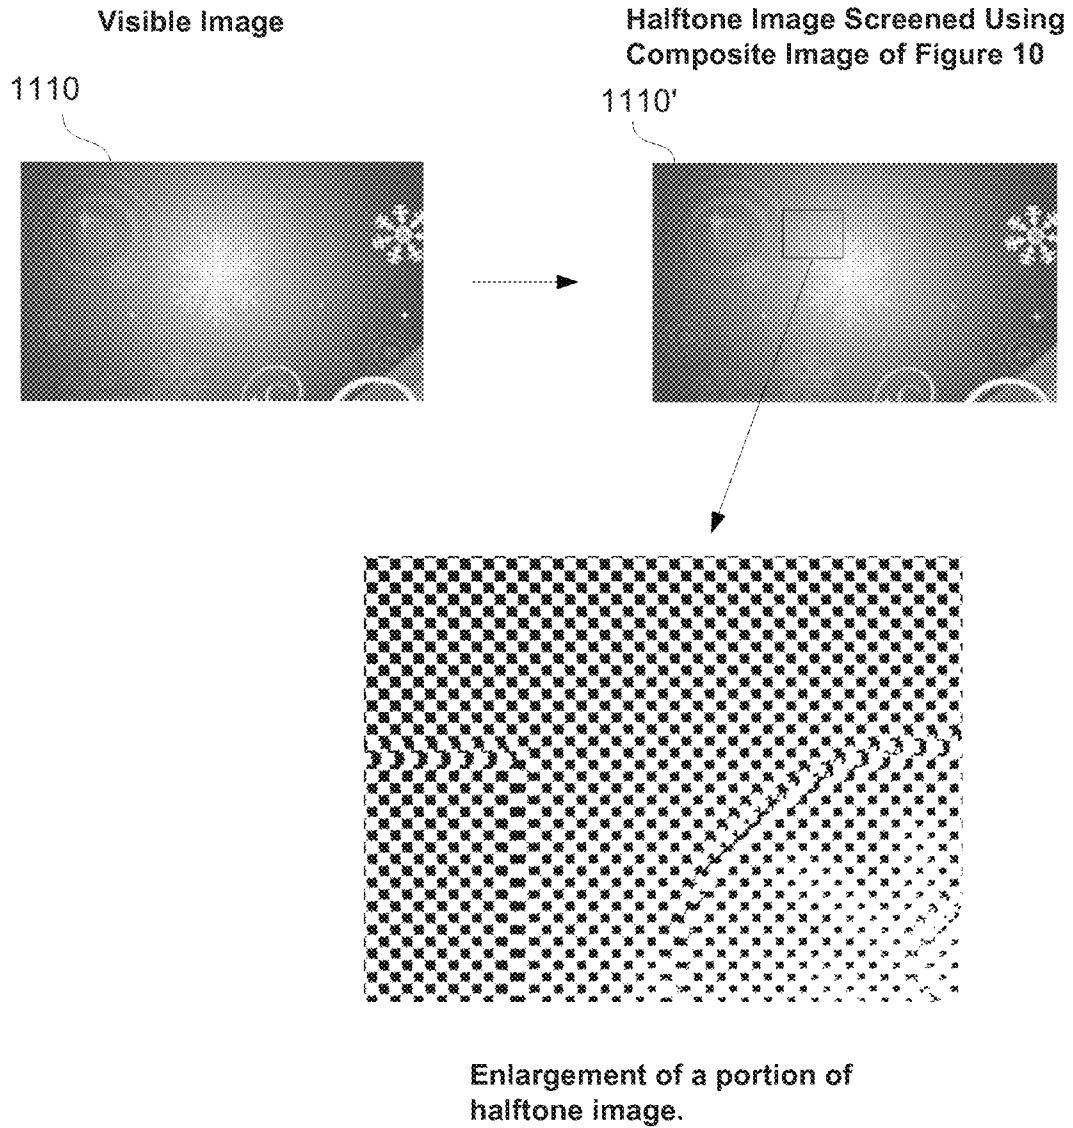 Visible Image
Halftone Image Screened Using
Composite Image of Figure 10
1110
1110'
Enlargement of a portion of
halftone image.